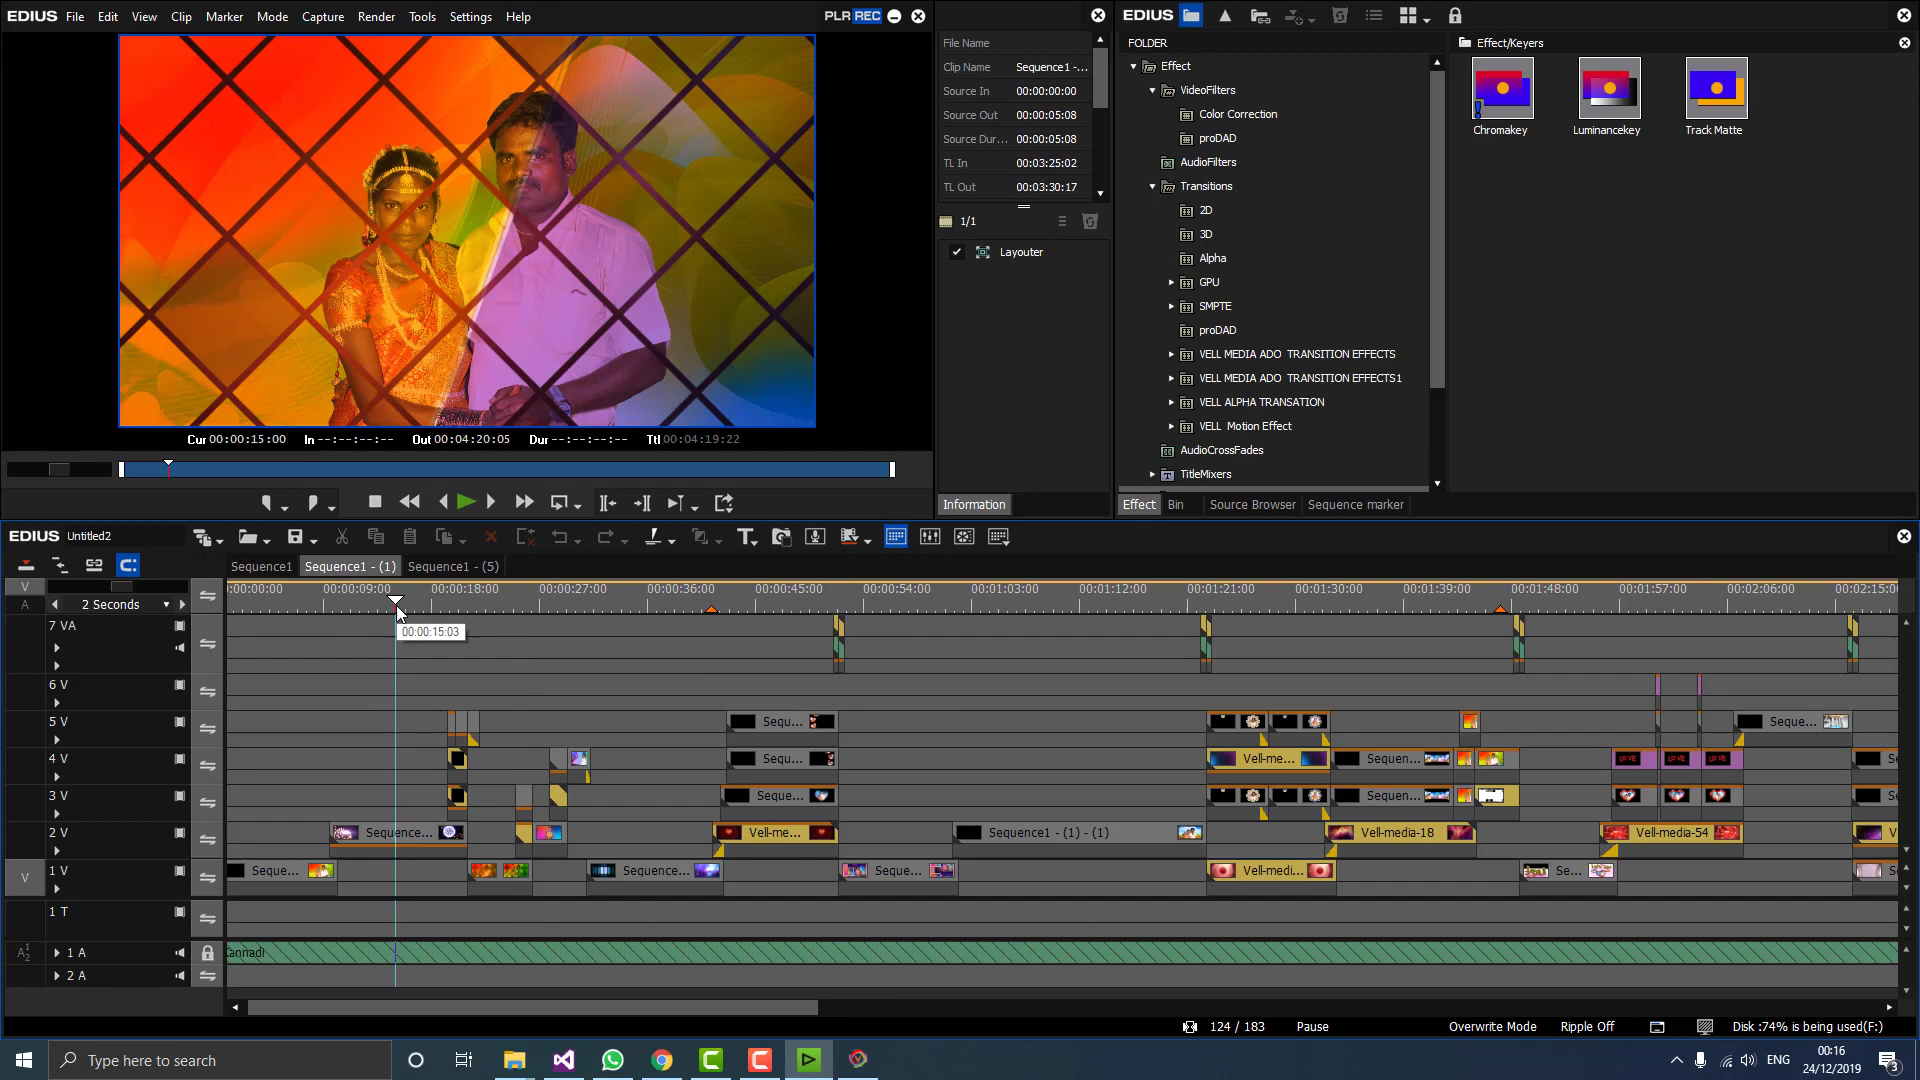 EDIUS File Edit View Clip Marker Mode Capture Render Tools Settings Help PLR REC
Cur 00:00:15:00 In --:--:--:-- Out 00:04:20:05 Dur --:--:--:-- Ttl 00:04:19:22
File Name
Clip Name Sequence1 -...
Source In 00:00:00:00
Source Out 00:00:05:08
Source Dur... 00:00:05:08
TL In 00:03:25:02
TL Out 00:03:30:17
1/1
Layouter
Information
EDIUS
FOLDER
Effect
VideoFilters
Color Correction
proDAD
AudioFilters
Transitions
2D
3D
Alpha
GPU
SMPTE
proDAD
VELL MEDIA ADO TRANSITION EFFECTS
VELL MEDIA ADO TRANSITION EFFECTS1
VELL ALPHA TRANSATION
VELL Motion Effect
AudioCrossFades
TitleMixers
Effect Bin Source Browser Sequence marker
Effect/Keyers
Chromakey Luminancekey Track Matte
EDIUS Untitled2
Sequence1 Sequence1 - (1) Sequence1 - (5)
V
A
2 Seconds
00:00:00:00 00:00:09:00 00:00:18:00 00:00:27:00 00:00:36:00 00:00:45:00 00:00:54:00 00:01:03:00 00:01:12:00 00:01:21:00 00:01:30:00 00:01:39:00 00:01:48:00 00:01:57:00 00:02:06:00 00:02:15:00
00:00:15:03
7 VA
6 V
5 V Sequ... Seque...
4 V Sequ... Vell-me... Sequen... LOVE LOVE LOVE Se
3 V Seque... Sequen... Se
2 V Sequence... Vell-me... Sequence1 - (1) - (1) Vell-media-18 Vell-media-54 V
V 1 V Seque... Sequence... Seque... Vell-medi... Se... S
1 T
A1 2 1 A Kannadi
2 A
124 / 183 Pause Overwrite Mode Ripple Off Disk :74% is being used(F:)
Type here to search
ENG
00:16
24/12/2019
3